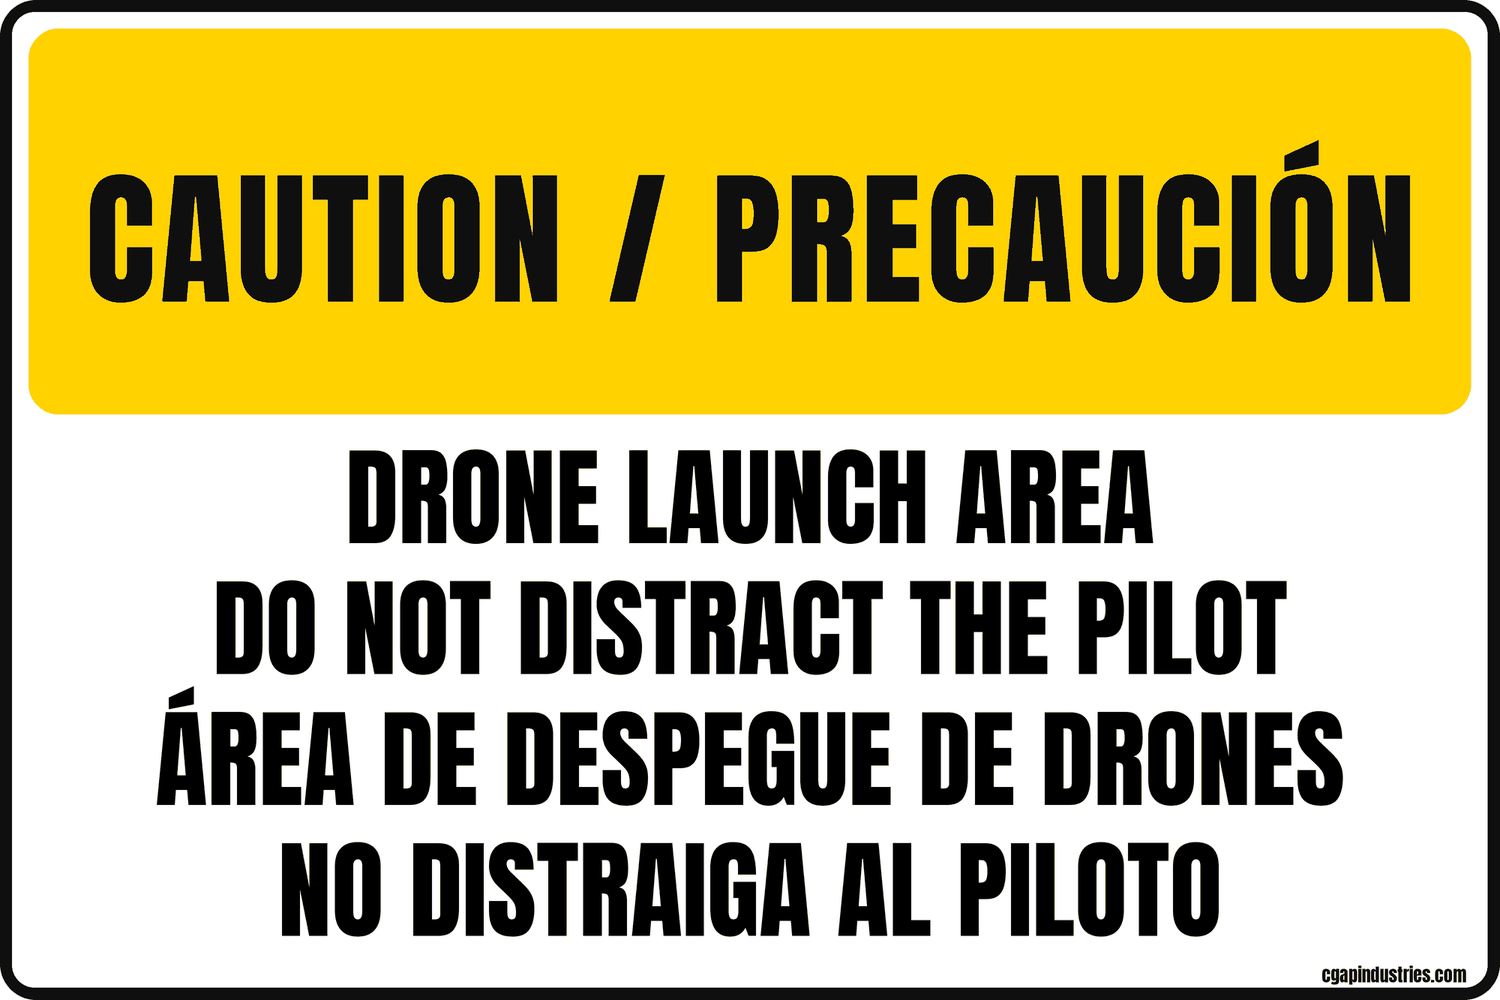 CAUTION / PRECAUCIÓN
DRONE LAUNCH AREA
DO NOT DISTRACT THE PILOT
ÁREA DE DESPEGUE DE DRONES
NO DISTRAIGA AL PILOTO
cgapindustries.com